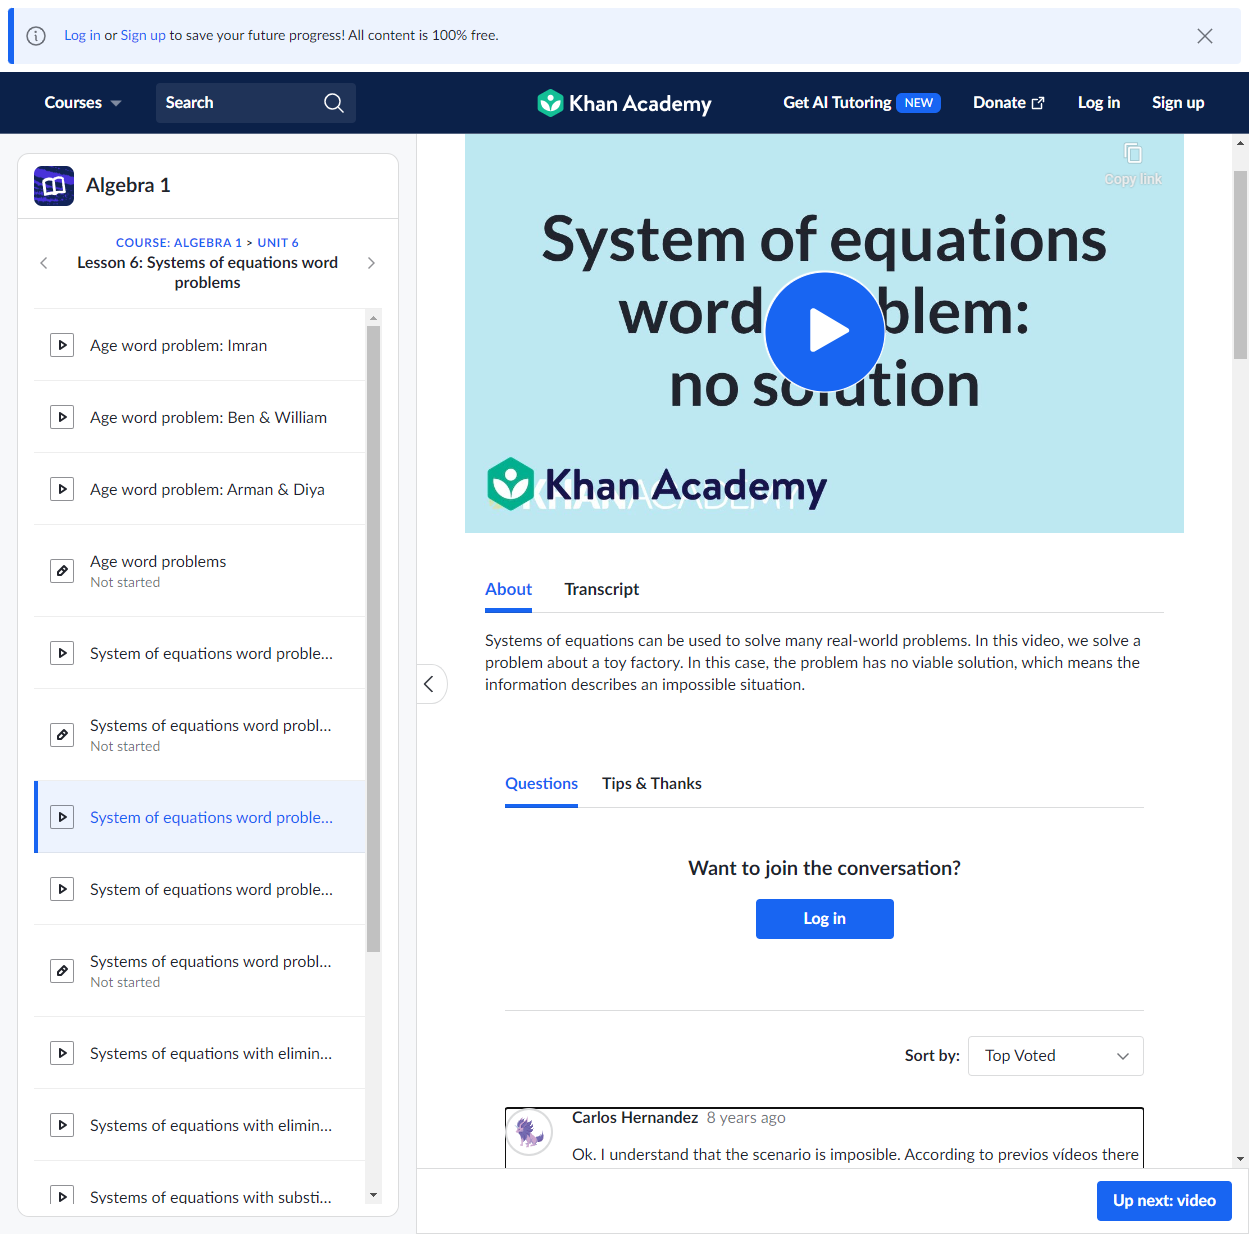 Log in or Sign up to save your future progress! All content is 100% free.
Courses
Search
Khan Academy
Get AI Tutoring NEW
Donate
Log in
Sign up
Algebra 1
COURSE: ALGEBRA 1 > UNIT 6
Lesson 6: Systems of equations word
problems
Age word problem: Imran
Age word problem: Ben & William
Age word problem: Arman & Diya
Age word problems
Not started
System of equations word proble...
Systems of equations word probl...
Not started
System of equations word proble...
System of equations word proble...
Systems of equations word probl...
Not started
Systems of equations with elimin...
Systems of equations with elimin...
Systems of equations with substi...
Copy link
System of equations
word blem:
no solution
Khan Academy
KHANACADEMY
About
Transcript
Systems of equations can be used to solve many real-world problems. In this video, we solve a
problem about a toy factory. In this case, the problem has no viable solution, which means the
information describes an impossible situation.
Questions
Tips & Thanks
Want to join the conversation?
Log in
Sort by:
Top Voted
Carlos Hernandez 8 years ago
Ok. I understand that the scenario is imposible. According to previos vídeos there
Up next: video